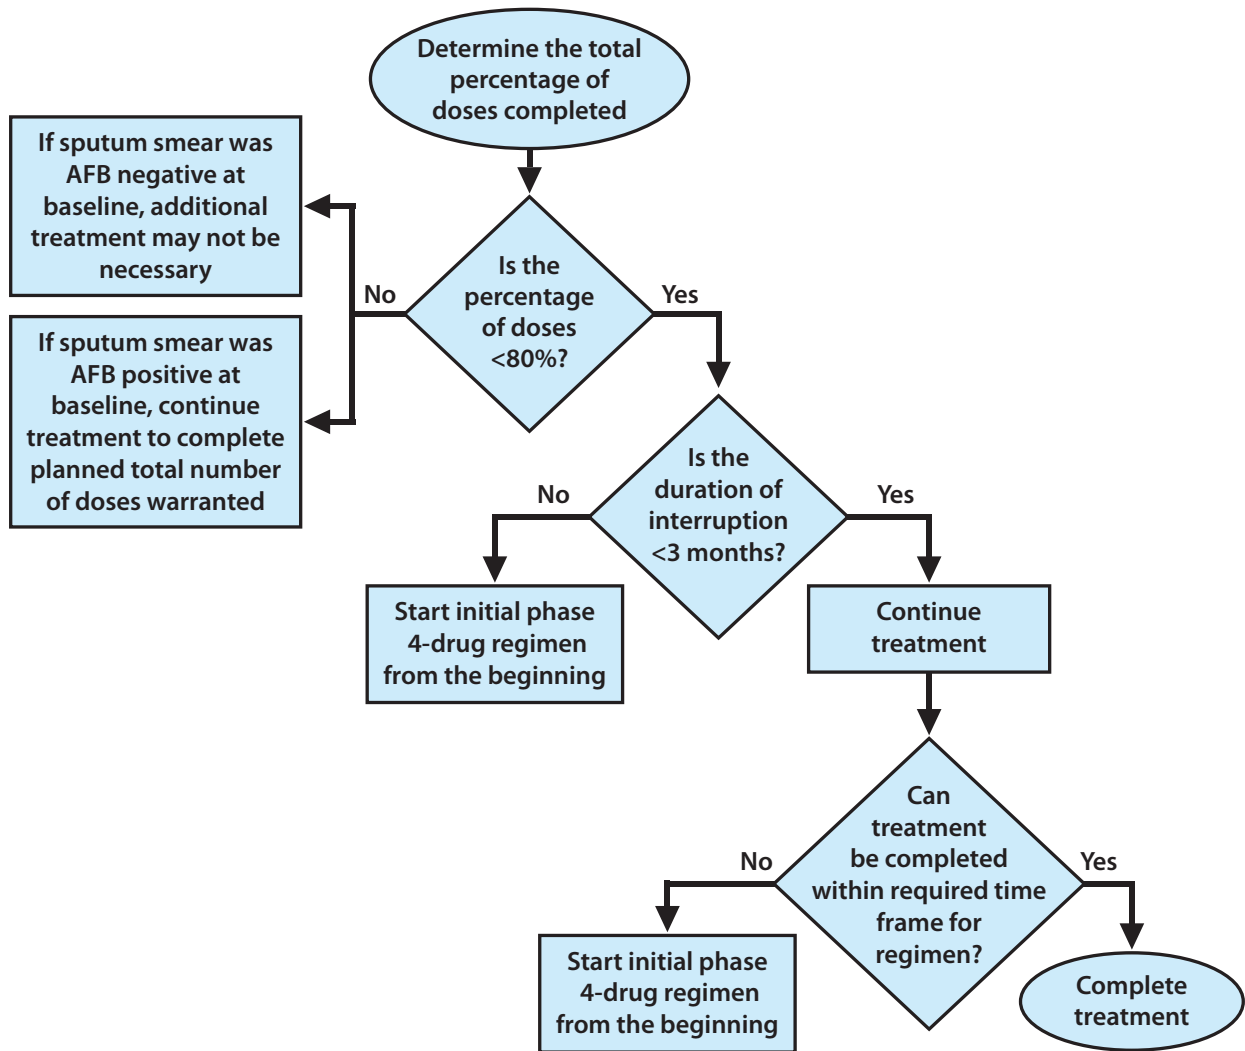 Determine the total
percentage of
doses completed
If sputum smear was
AFB negative at
baseline, additional
treatment may not be
necessary
If sputum smear was
AFB positive at
baseline, continue
treatment to complete
planned total number
of doses warranted
No
Is the
percentage
of doses
<80%?
Yes
No
Is the
duration of
interruption
<3 months?
Yes
Start initial phase
4-drug regimen
from the beginning
Continue
treatment
No
Can
treatment
be completed
within required time
frame for
regimen?
Yes
Start initial phase
4-drug regimen
from the beginning
Complete
treatment